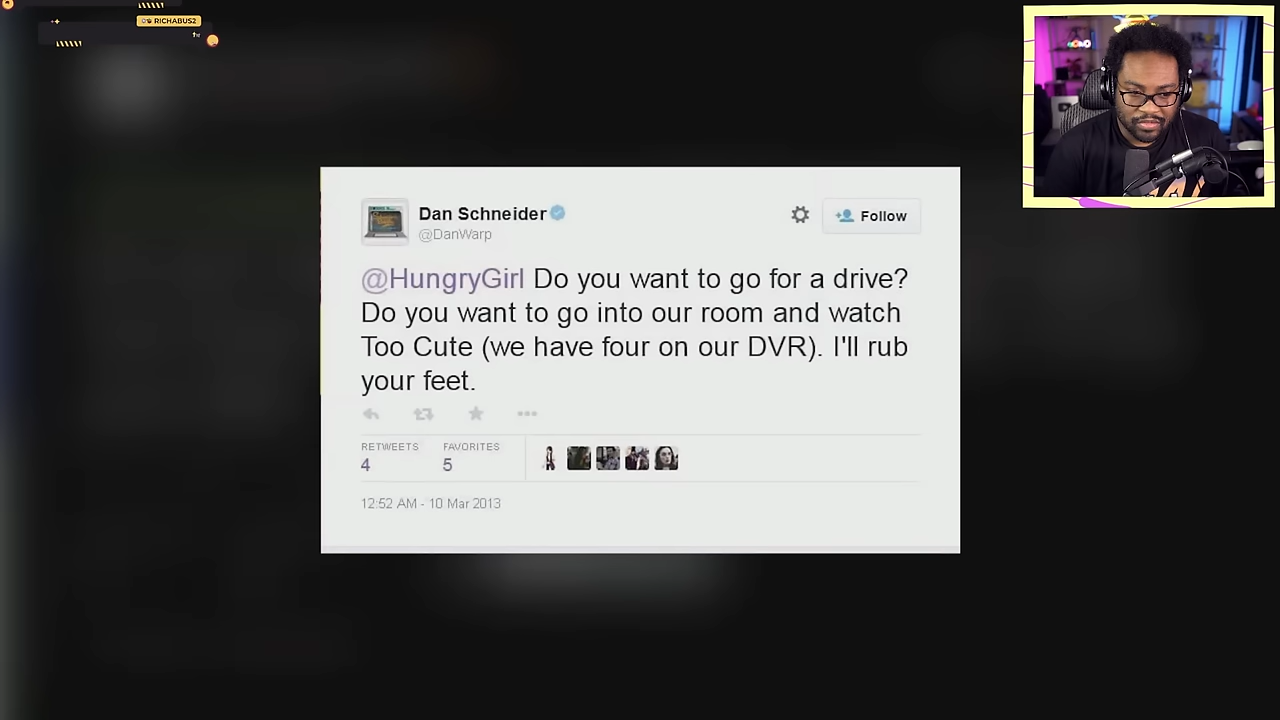 RICHABUS2
Dan Schneider
@DanWarp
Follow
@HungryGirl Do you want to go for a drive?
Do you want to go into our room and watch
Too Cute (we have four on our DVR). I'll rub
your feet.
RETWEETS FAVORITES
4 5
12:52 AM - 10 Mar 2013